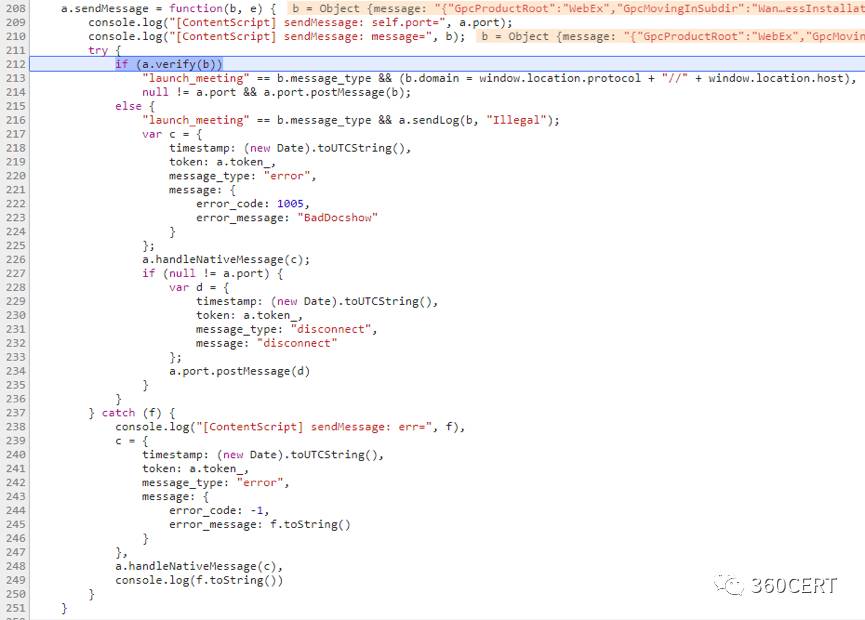 208 a.sendMessage = function(b, e) { b = Object {message: "{"GpcProductRoot":"WebEx","GpcMovingInSubdir":"Wan…essInstallat
209 console.log("[ContentScript] sendMessage: self.port=", a.port);
210 console.log("[ContentScript] sendMessage: message=", b); b = Object {message: "{"GpcProductRoot":"WebEx","GpcMovin
211 try {
212 if (a.verify(b))
213 "launch_meeting" == b.message_type && (b.domain = window.location.protocol + "//" + window.location.host),
214 null != a.port && a.port.postMessage(b);
215 else {
216 "launch_meeting" == b.message_type && a.sendLog(b, "Illegal");
217 var c = {
218 timestamp: (new Date).toUTCString(),
219 token: a.token_,
220 message_type: "error",
221 message: {
222 error_code: 1005,
223 error_message: "BadDocshow"
224 }
225 };
226 a.handleNativeMessage(c);
227 if (null != a.port) {
228 var d = {
229 timestamp: (new Date).toUTCString(),
230 token: a.token_,
231 message_type: "disconnect",
232 message: "disconnect"
233 };
234 a.port.postMessage(d)
235 }
236 }
237 } catch (f) {
238 console.log("[ContentScript] sendMessage: err=", f),
239 c = {
240 timestamp: (new Date).toUTCString(),
241 token: a.token_,
242 message_type: "error",
243 message: {
244 error_code: -1,
245 error_message: f.toString()
246 }
247 },
248 a.handleNativeMessage(c),
249 console.log(f.toString())
250 }
251 }
360CERT